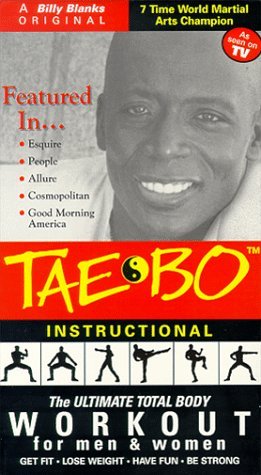 A Billy Blanks
ORIGINAL
7 Time World Martial
Arts Champion
As
seen on
TV
Featured
In...
• Esquire
• People
• Allure
• Cosmopolitan
• Good Morning
America
TAE BO™
INSTRUCTIONAL
The ULTIMATE TOTAL BODY
WORKOUT
for men & women
GET FIT • LOSE WEIGHT • HAVE FUN • BE STRONG